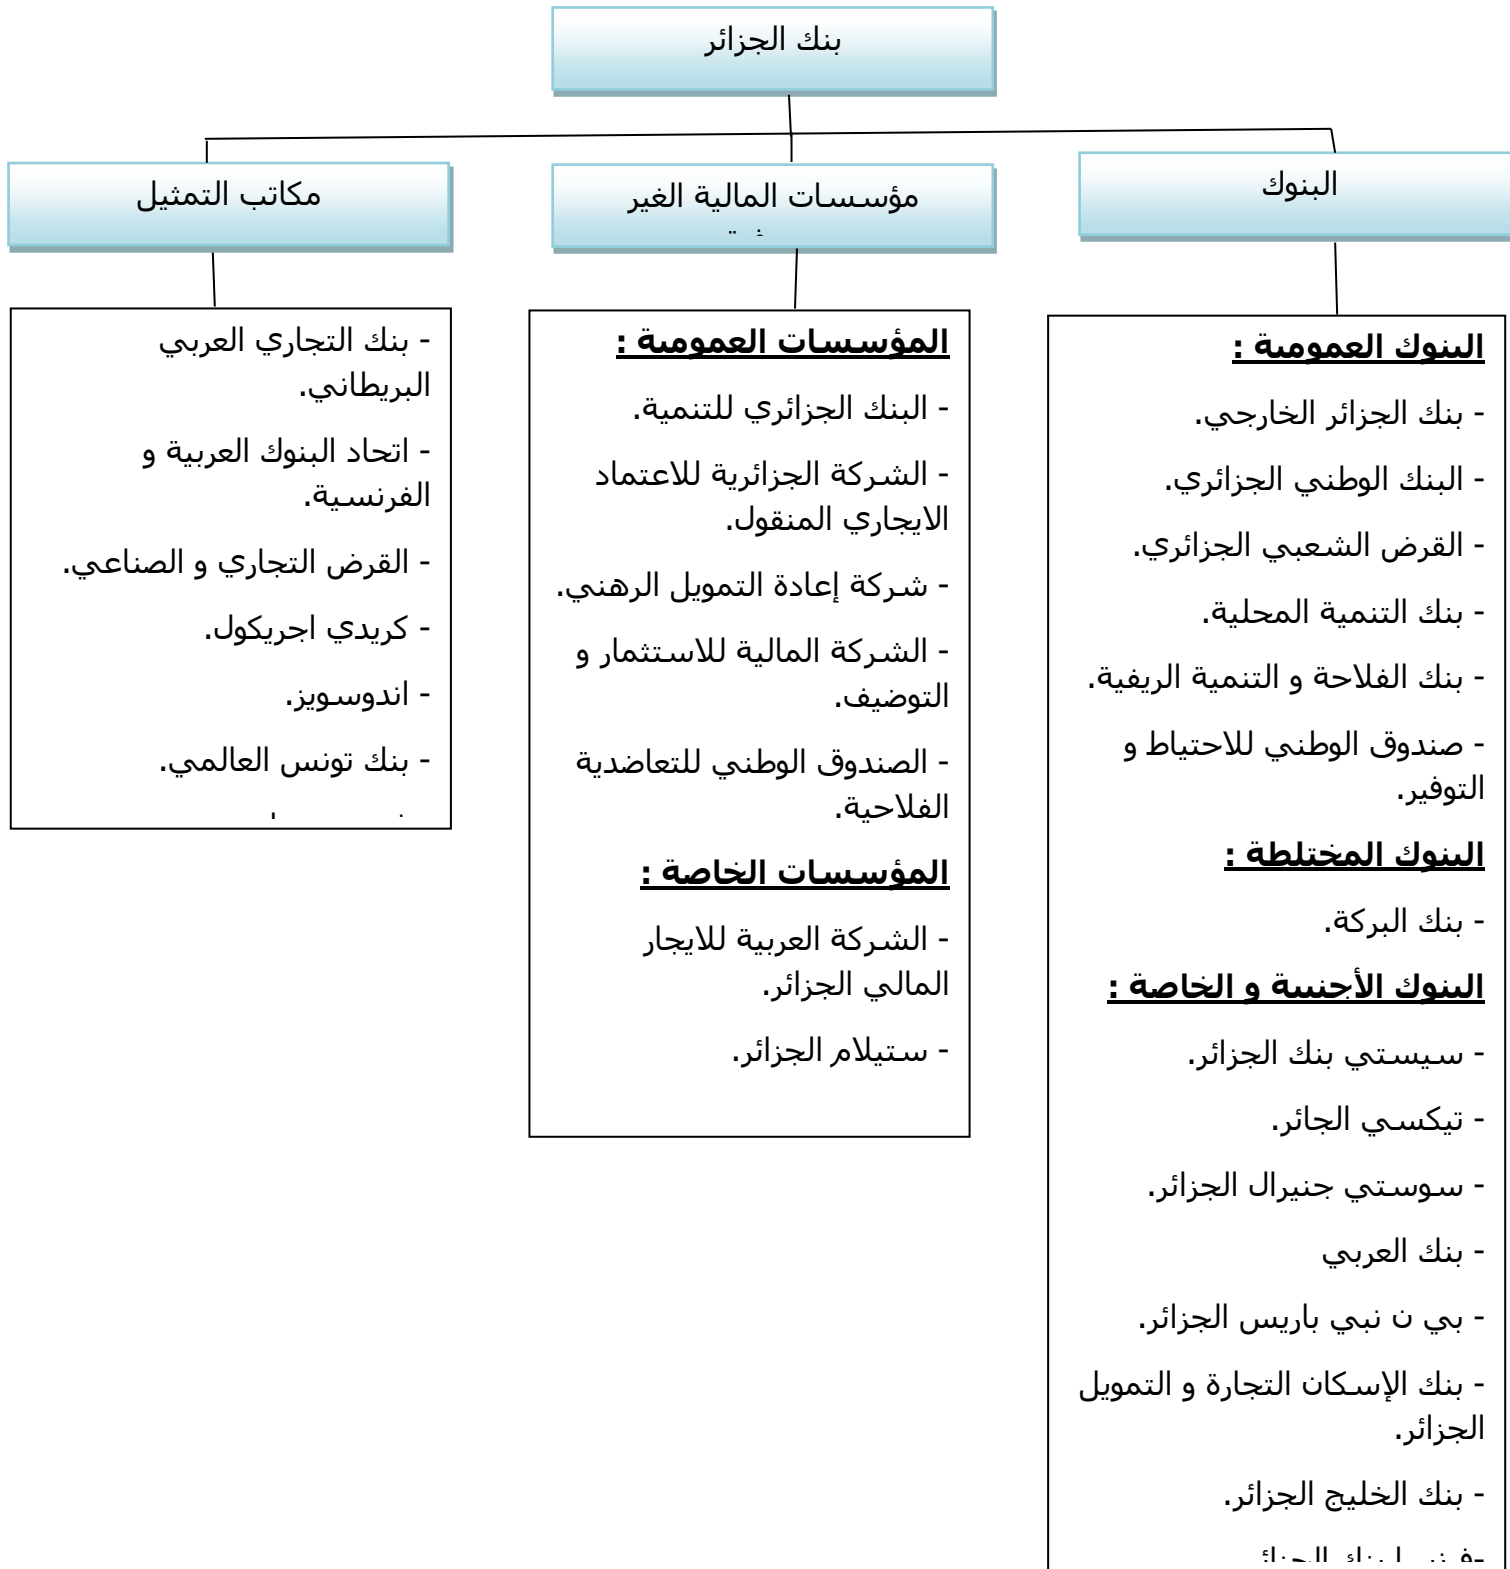 بنك الجزائر
البنوك
مؤسسات المالية الغير
مكاتب التمثيل
البنوك العمومية :
- بنك الجزائر الخارجي.
- البنك الوطني الجزائري.
- القرض الشعبي الجزائري.
- بنك التنمية المحلية.
- بنك الفلاحة و التنمية الريفية.
- صندوق الوطني للاحتياط و
التوفير.
البنوك المختلطة :
- بنك البركة.
البنوك الأجنبية و الخاصة :
- سيستي بنك الجزائر.
- تيكسي الجائر.
- سوستي جنيرال الجزائر.
- بنك العربي
- بي ن نبي باريس الجزائر.
- بنك الإسكان التجارة و التمويل
الجزائر.
- بنك الخليج الجزائر.
بنك الجزائر
المؤسسات العمومية :
- البنك الجزائري للتنمية.
- الشركة الجزائرية للاعتماد
الايجاري المنقول.
- شركة إعادة التمويل الرهني.
- الشركة المالية للاستثمار و
التوضيف.
- الصندوق الوطني للتعاضدية
الفلاحية.
المؤسسات الخاصة :
- الشركة العربية للايجار
المالي الجزائر.
- ستيلام الجزائر.
- بنك التجاري العربي
البريطاني.
- اتحاد البنوك العربية و
الفرنسية.
- القرض التجاري و الصناعي.
- كريدي اجريكول.
- اندوسويز.
- بنك تونس العالمي.